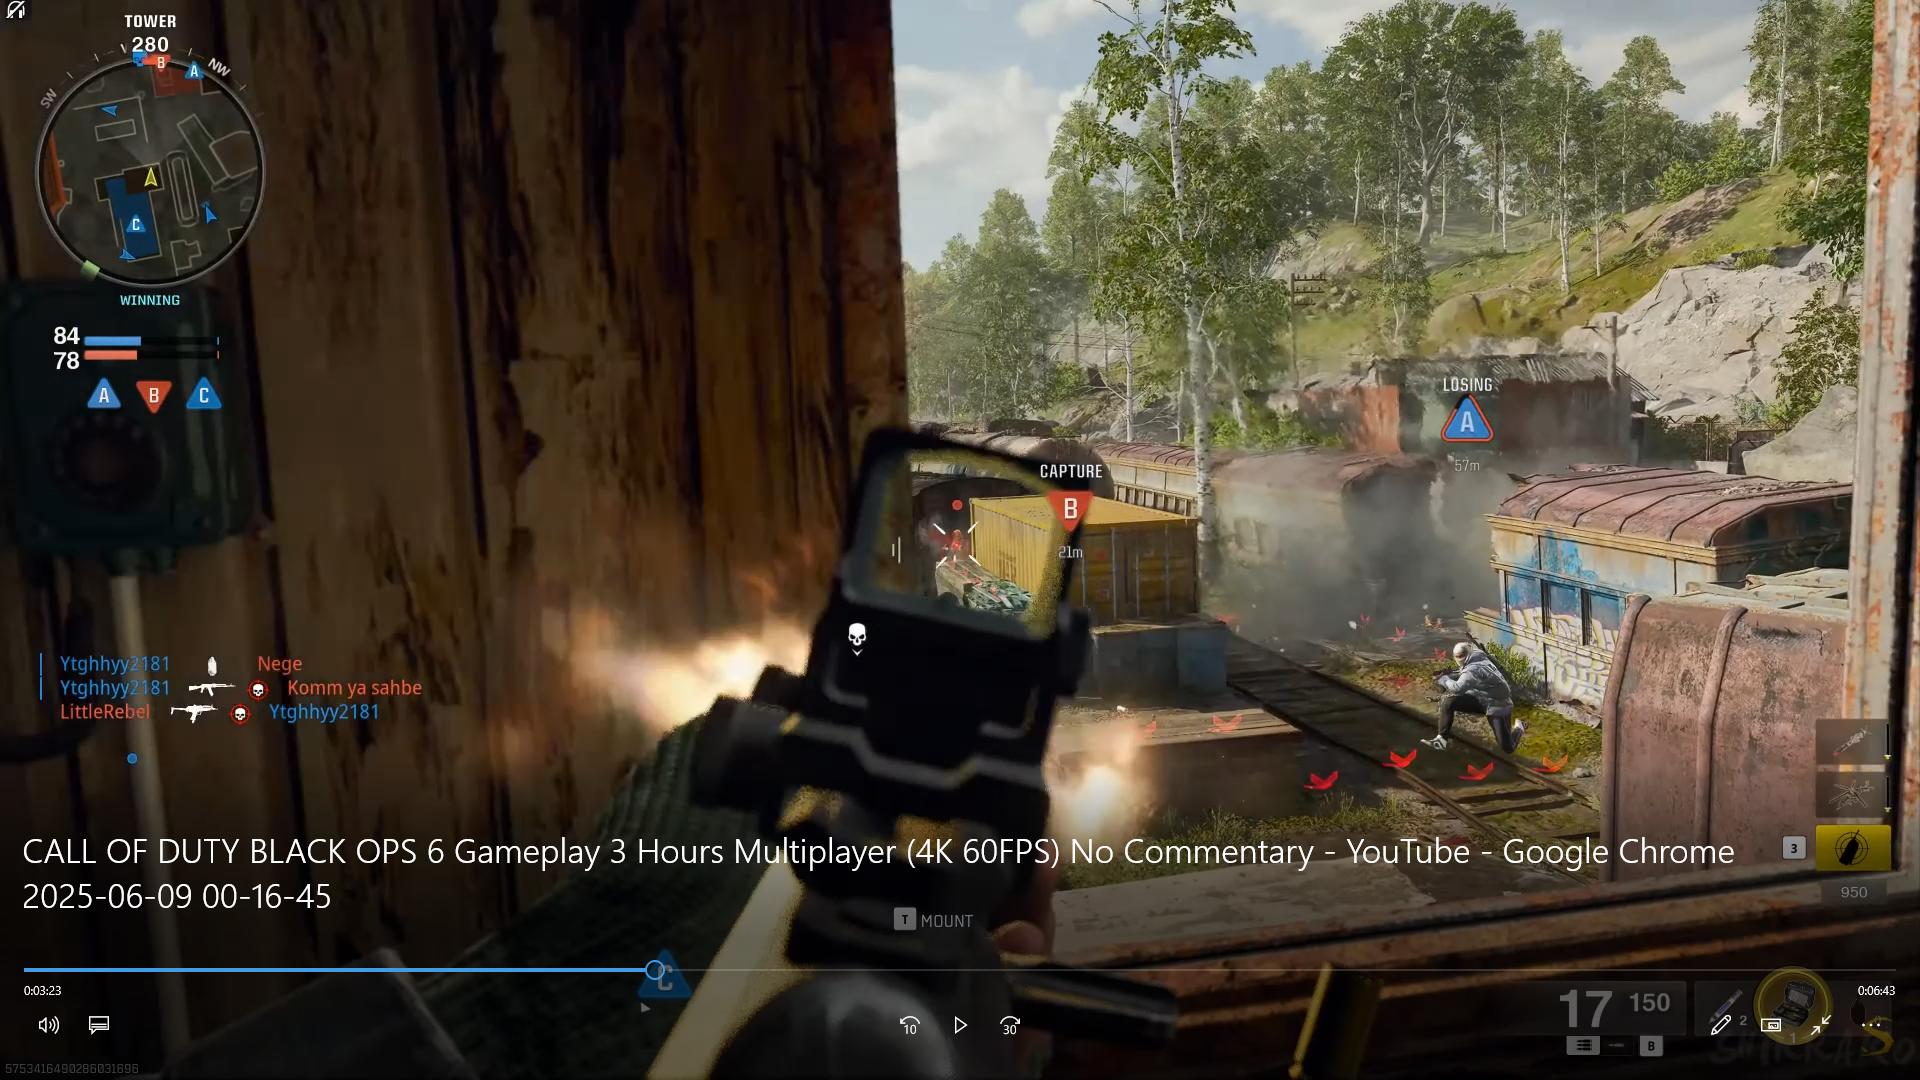 TOWER
280
B
A
NW
SW
C
WINNING
84
78
A B C
LOSING
A
57m
CAPTURE
B
21m
Ytghhyy2181 Nege
Ytghhyy2181 Komm ya sahbe
LittleRebel Ytghhyy2181
CALL OF DUTY BLACK OPS 6 Gameplay 3 Hours Multiplayer (4K 60FPS) No Commentary - YouTube - Google Chrome
2025-06-09 00-16-45
3
950
T MOUNT
C
0:03:23
0:06:43
17 150
2
1
10
30
B
5753416490286031696